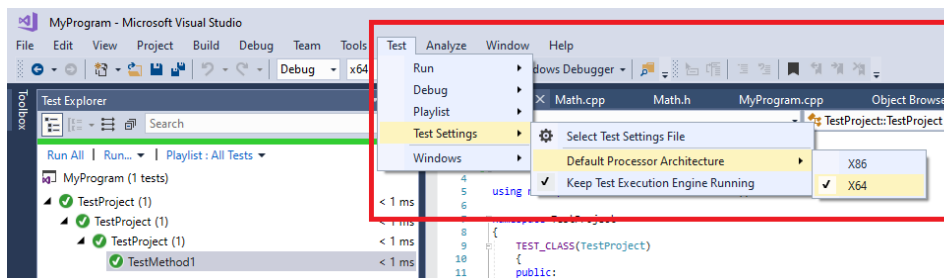 MyProgram - Microsoft Visual Studio
File Edit View Project Build Debug Team Tools Test Analyze Window Help
Debug x64 dows Debugger
Toolbox
Test Explorer
Search
Run All | Run... | Playlist : All Tests
MyProgram (1 tests)
TestProject (1) < 1 ms
TestProject (1) < 1 ms
TestProject (1) < 1 ms
TestMethod1 < 1 ms
Run
Debug
Playlist
Test Settings
Windows
Math.cpp Math.h MyProgram.cpp Object Browse
TestProject::TestProject
Select Test Settings File
Default Processor Architecture
Keep Test Execution Engine Running
X86
X64
4
5 using
6
7 namespace TestProject
8 {
9 TEST_CLASS(TestProject)
10 {
11 public: